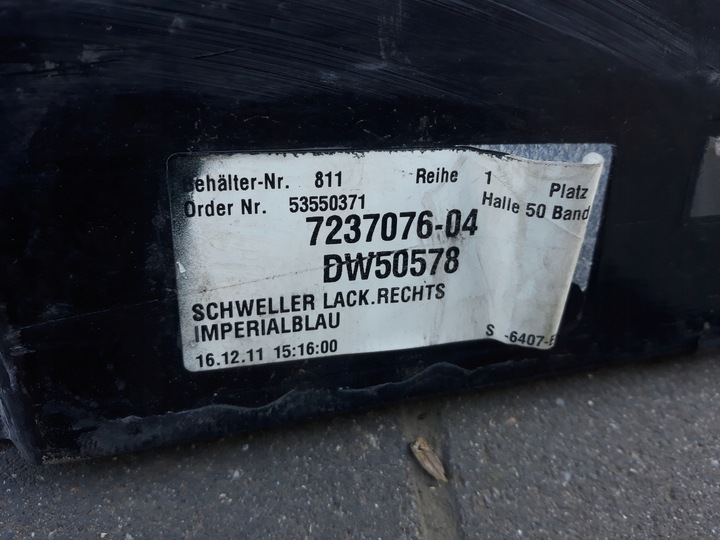 Behälter-Nr. 811 Reihe 1 Platz
Order Nr. 53550371 Halle 50 Band
7237076-04
DW50578
SCHWELLER LACK.RECHTS
IMPERIALBLAU
16.12.11 15:16:00